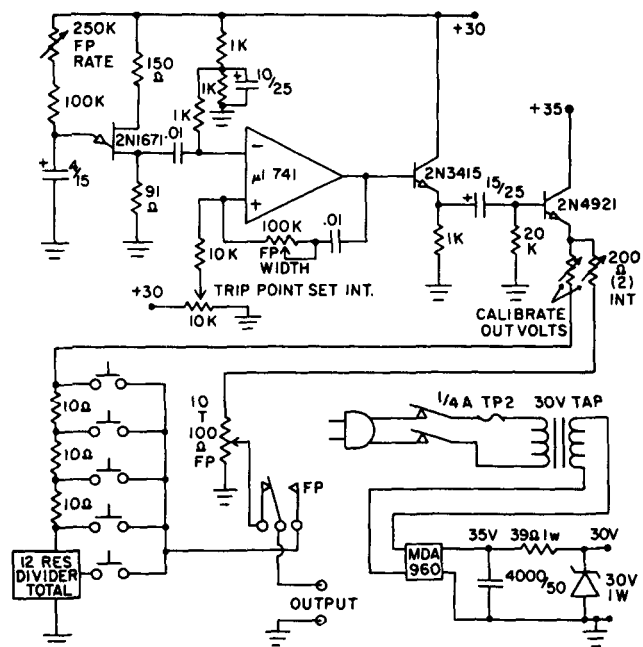 250K
FP
RATE
150
Ω
1K
1K
10/25
+30
100K
2N1671
.01
1K
+35
−
μ1 741
+
2N3415
15/25
2N4921
+
4/15
91
Ω
100K
.01
FP
WIDTH
10K
1K
20
K
200
Ω
(2)
INT
+30
TRIP POINT SET INT.
10K
CALIBRATE
OUT VOLTS
10Ω
10Ω
10Ω
10
T
100
Ω
FP
1/4A TP2
30V TAP
FP
12 RES
DIVIDER
TOTAL
OUTPUT
MDA
960
35V
39Ω 1W
30V
4000/50
30V
1W